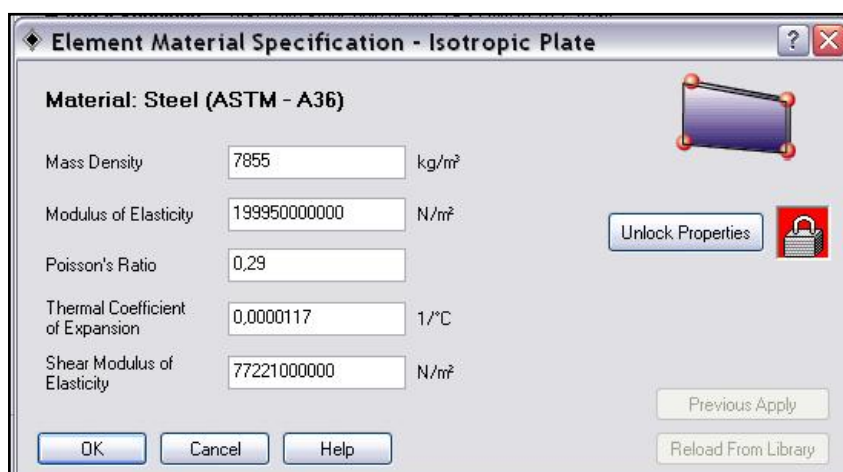 Element Material Specification - Isotropic Plate
Material: Steel (ASTM - A36)
Mass Density 7855 kg/m³
Modulus of Elasticity 199950000000 N/m²
Unlock Properties
Poisson's Ratio 0,29
Thermal Coefficient
of Expansion 0,0000117 1/°C
Shear Modulus of
Elasticity 77221000000 N/m²
Previous Apply
OK Cancel Help Reload From Library